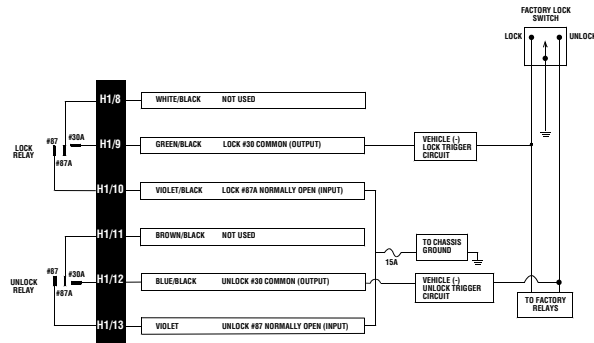 FACTORY LOCK
SWITCH
LOCK
UNLOCK
H1/8
WHITE/BLACK NOT USED
#87
#30A
LOCK
RELAY
#87A
H1/9
GREEN/BLACK LOCK #30 COMMON (OUTPUT)
VEHICLE (-)
LOCK TRIGGER
CIRCUIT
H1/10
VIOLET/BLACK LOCK #87A NORMALLY OPEN (INPUT)
H1/11
BROWN/BLACK NOT USED
TO CHASSIS
GROUND
15A
#87
#30A
UNLOCK
RELAY
#87A
H1/12
BLUE/BLACK UNLOCK #30 COMMON (OUTPUT)
VEHICLE (-)
UNLOCK TRIGGER
CIRCUIT
TO FACTORY
RELAYS
H1/13
VIOLET UNLOCK #87 NORMALLY OPEN (INPUT)